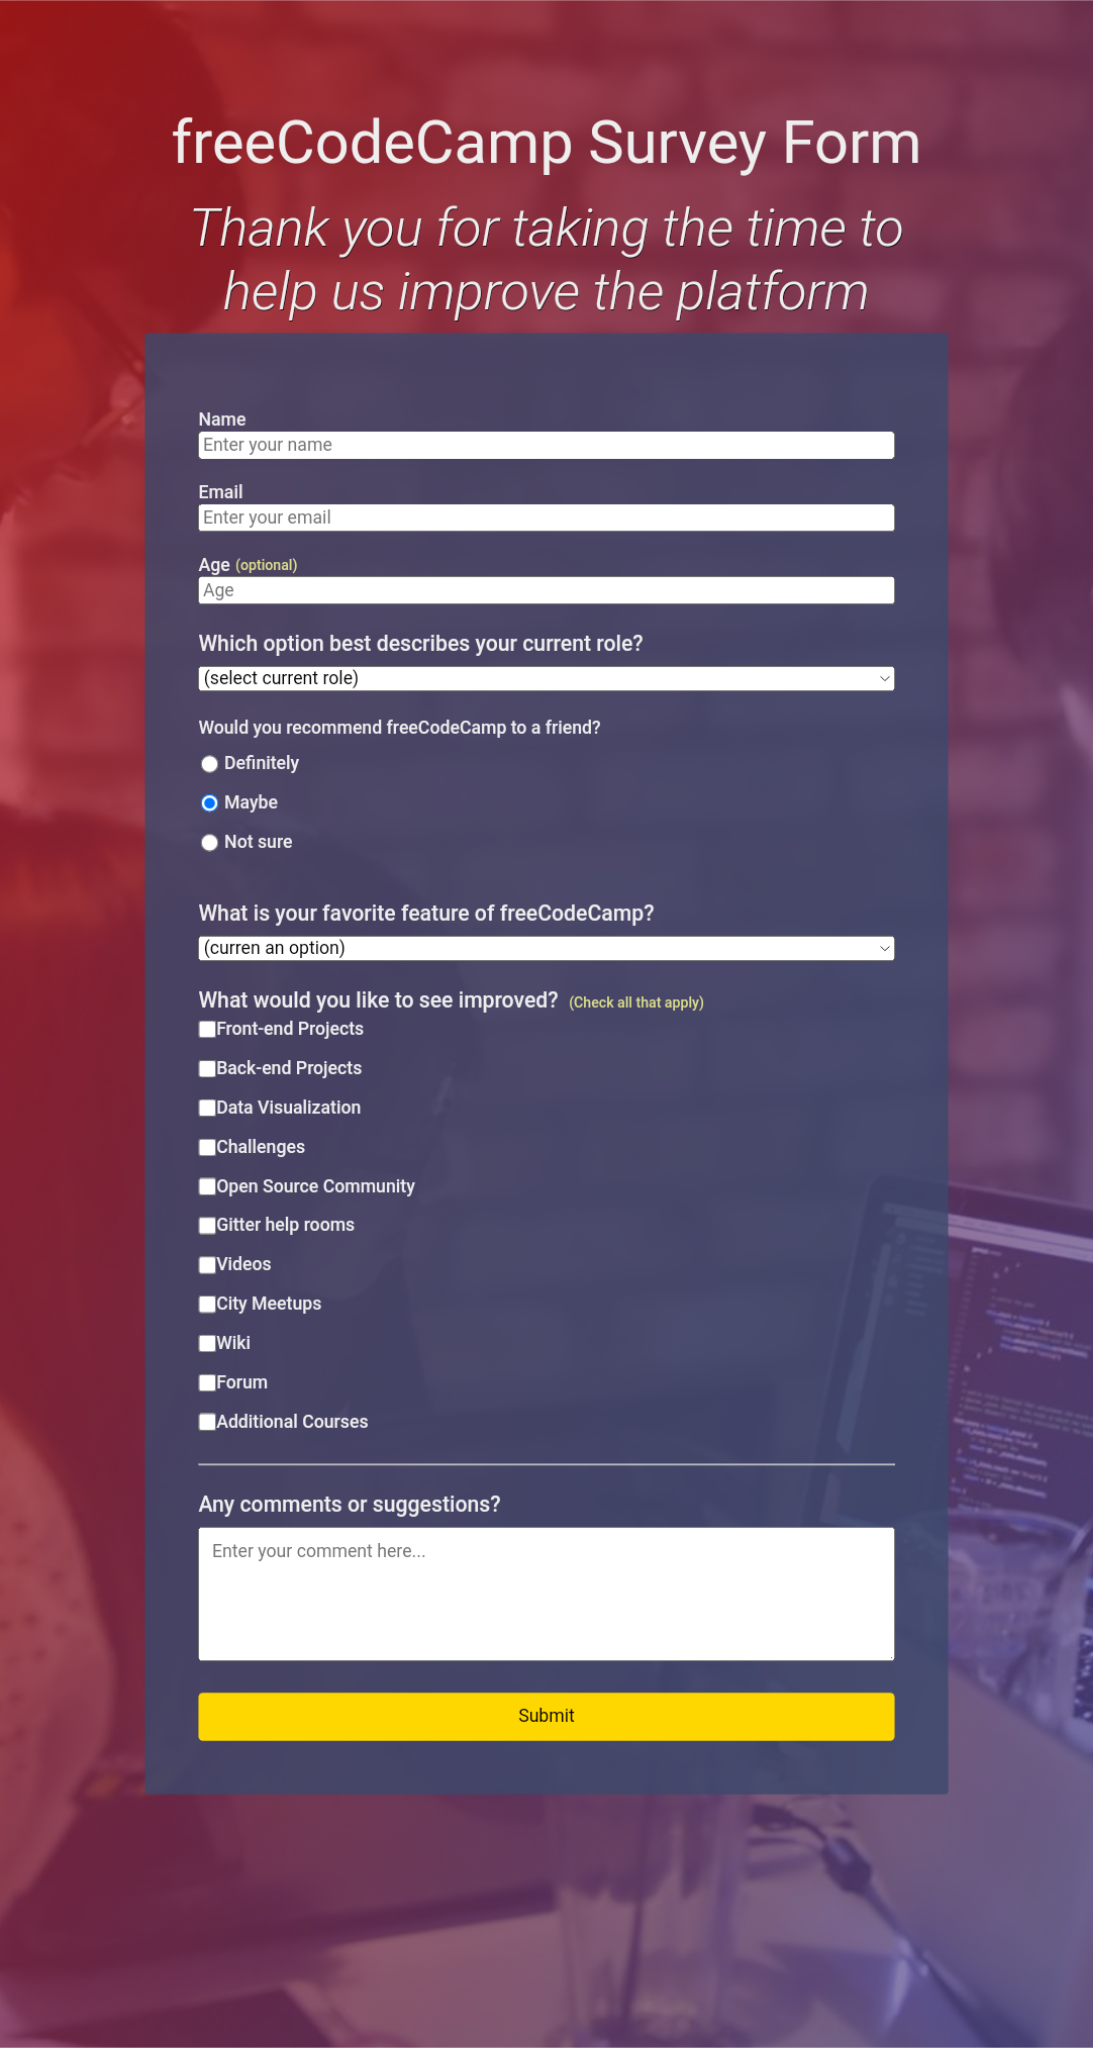 freeCodeCamp Survey Form
Thank you for taking the time to
help us improve the platform
Name
Enter your name
Email
Enter your email
Age (optional)
Age
Which option best describes your current role?
(select current role)
Would you recommend freeCodeCamp to a friend?
Definitely
Maybe
Not sure
What is your favorite feature of freeCodeCamp?
(curren an option)
What would you like to see improved? (Check all that apply)
Front-end Projects
Back-end Projects
Data Visualization
Challenges
Open Source Community
Gitter help rooms
Videos
City Meetups
Wiki
Forum
Additional Courses
Any comments or suggestions?
Enter your comment here...
Submit